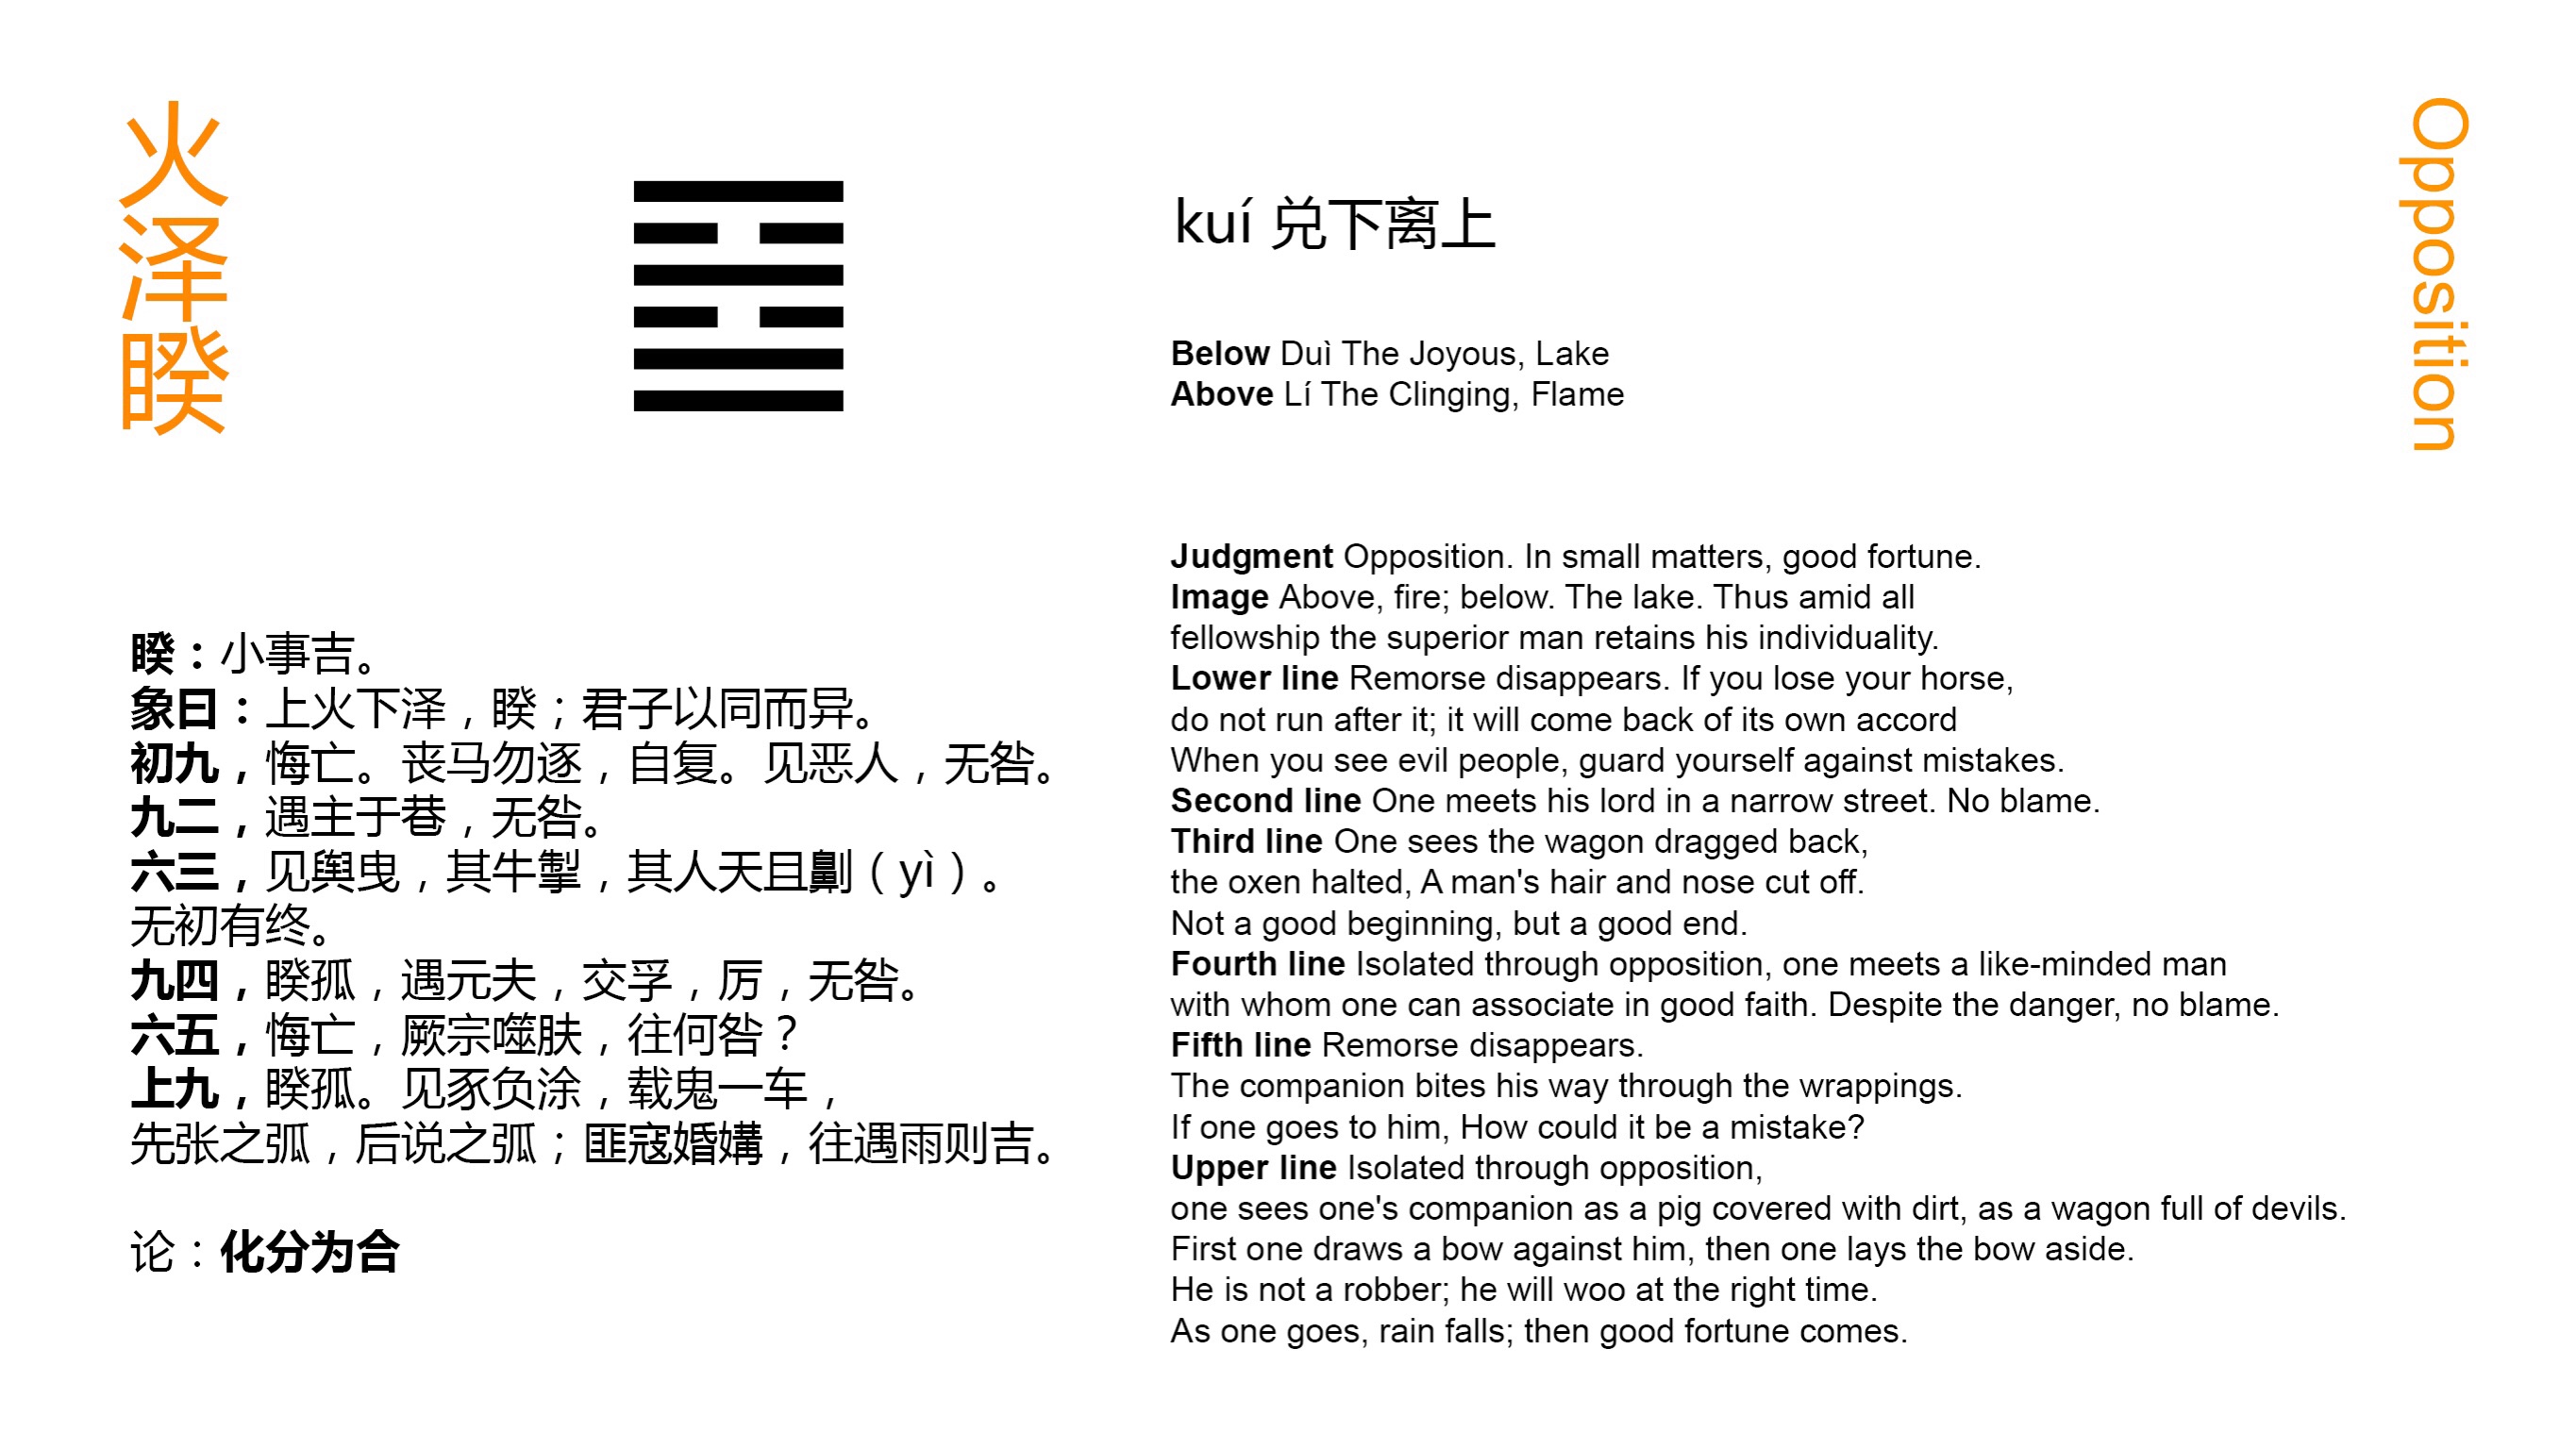 火泽睽
kuí 兑下离上
Below Duì The Joyous, Lake
Above Lí The Clinging, Flame
Opposition
睽：小事吉。
象曰：上火下泽，睽；君子以同而异。
初九，悔亡。丧马勿逐，自复。见恶人，无咎。
九二，遇主于巷，无咎。
六三，见舆曳，其牛掣，其人天且劓（yì）。
无初有终。
九四，睽孤，遇元夫，交孚，厉，无咎。
六五，悔亡，厥宗噬肤，往何咎？
上九，睽孤。见豕负涂，载鬼一车，
先张之弧，后说之弧；匪寇婚媾，往遇雨则吉。
论：化分为合
Judgment Opposition. In small matters, good fortune.
Image Above, fire; below. The lake. Thus amid all
fellowship the superior man retains his individuality.
Lower line Remorse disappears. If you lose your horse,
do not run after it; it will come back of its own accord
When you see evil people, guard yourself against mistakes.
Second line One meets his lord in a narrow street. No blame.
Third line One sees the wagon dragged back,
the oxen halted, A man's hair and nose cut off.
Not a good beginning, but a good end.
Fourth line Isolated through opposition, one meets a like-minded man
with whom one can associate in good faith. Despite the danger, no blame.
Fifth line Remorse disappears.
The companion bites his way through the wrappings.
If one goes to him, How could it be a mistake?
Upper line Isolated through opposition,
one sees one's companion as a pig covered with dirt, as a wagon full of devils.
First one draws a bow against him, then one lays the bow aside.
He is not a robber; he will woo at the right time.
As one goes, rain falls; then good fortune comes.